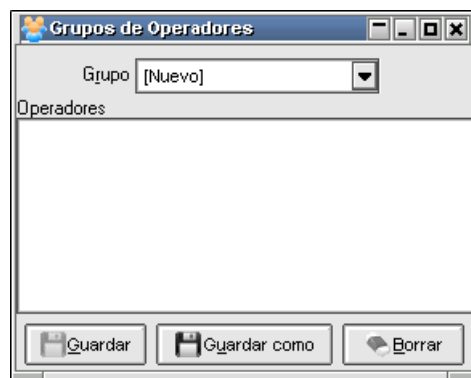 Grupos de Operadores
Grupo [Nuevo]
Operadores
Guardar Guardar como Borrar